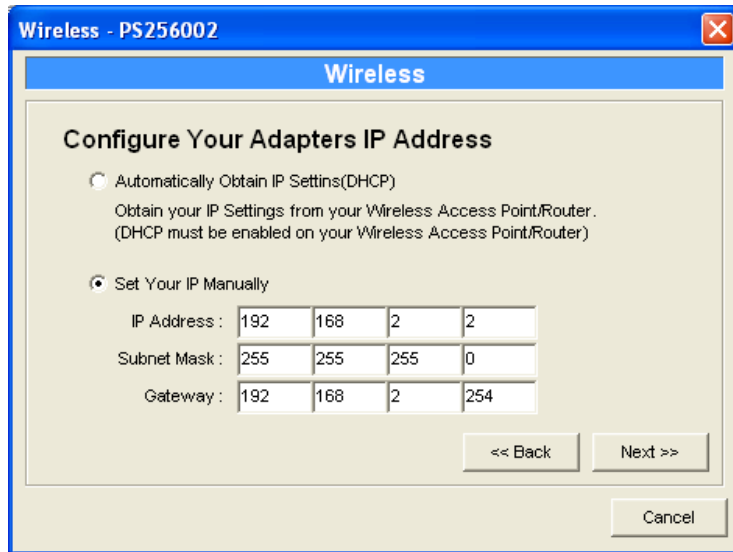 Wireless - PS256002
Wireless
Configure Your Adapters IP Address
Automatically Obtain IP Settins(DHCP)
Obtain your IP Settings from your Wireless Access Point/Router.
(DHCP must be enabled on your Wireless Access Point/Router)
Set Your IP Manually
IP Address : 192 168 2 2
Subnet Mask : 255 255 255 0
Gateway : 192 168 2 254
<< Back Next >>
Cancel